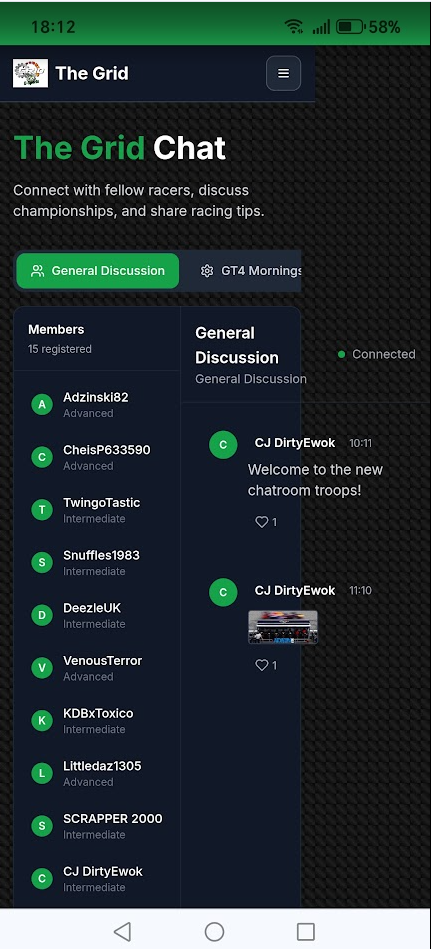 18:12
58%
The Grid
The Grid Chat
Connect with fellow racers, discuss
championships, and share racing tips.
General Discussion
GT4 Mornings
Members
15 registered
A
Adzinski82
Advanced
C
CheisP633590
Advanced
T
TwingoTastic
Intermediate
S
Snuffles1983
Intermediate
D
DeezleUK
Intermediate
V
VenousTerror
Advanced
K
KDBxToxico
Intermediate
L
Littledaz1305
Advanced
S
SCRAPPER 2000
Intermediate
C
CJ DirtyEwok
Intermediate
General
Discussion
General Discussion
Connected
C
CJ DirtyEwok 10:11
Welcome to the new
chatroom troops!
1
C
CJ DirtyEwok 11:10
1